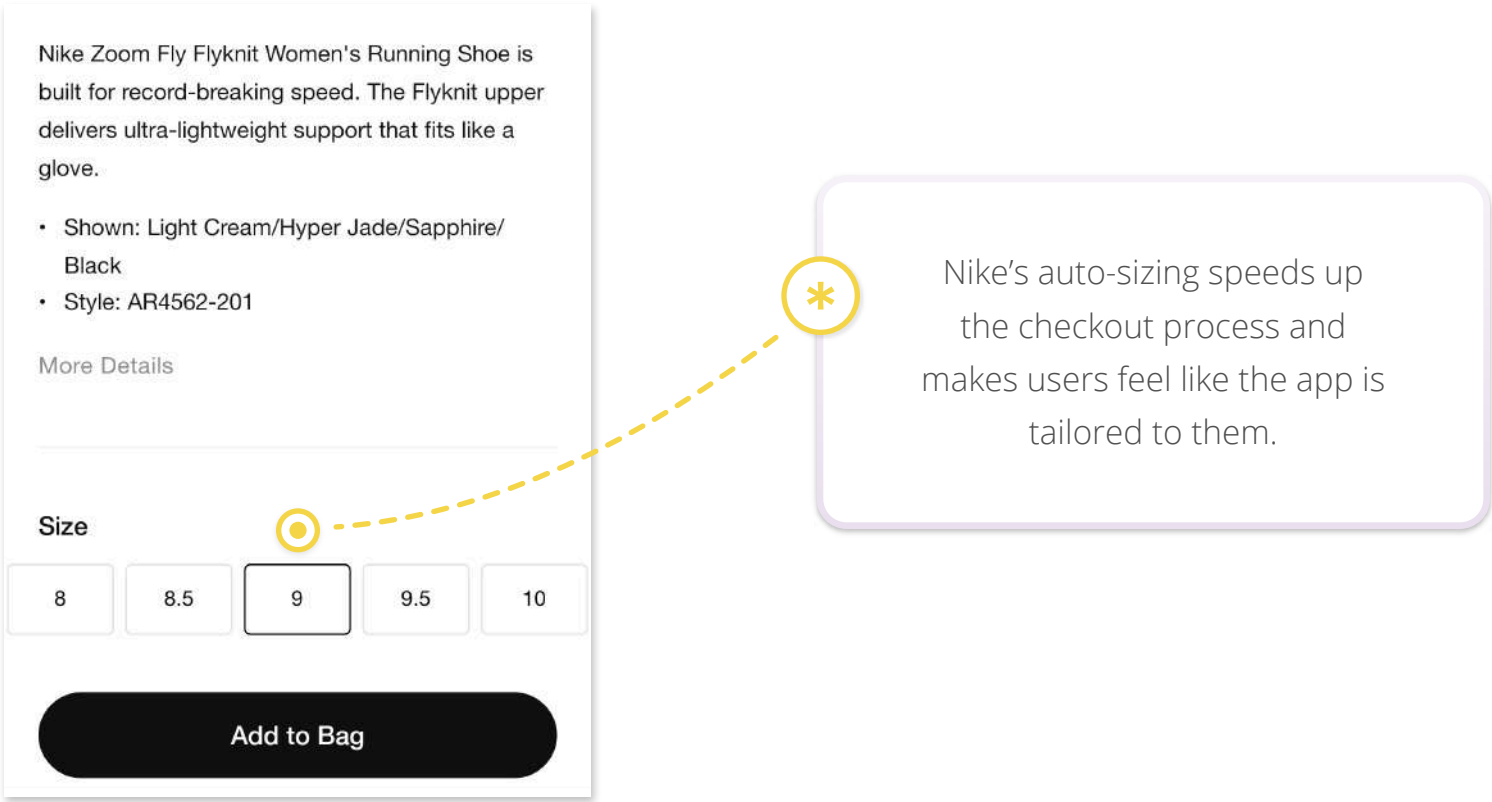 Nike Zoom Fly Flyknit Women's Running Shoe is
built for record-breaking speed. The Flyknit upper
delivers ultra-lightweight support that fits like a
glove.
• Shown: Light Cream/Hyper Jade/Sapphire/
Black
• Style: AR4562-201
More Details
Size
8 8.5 9 9.5 10
Add to Bag
*
Nike’s auto-sizing speeds up
the checkout process and
makes users feel like the app is
tailored to them.